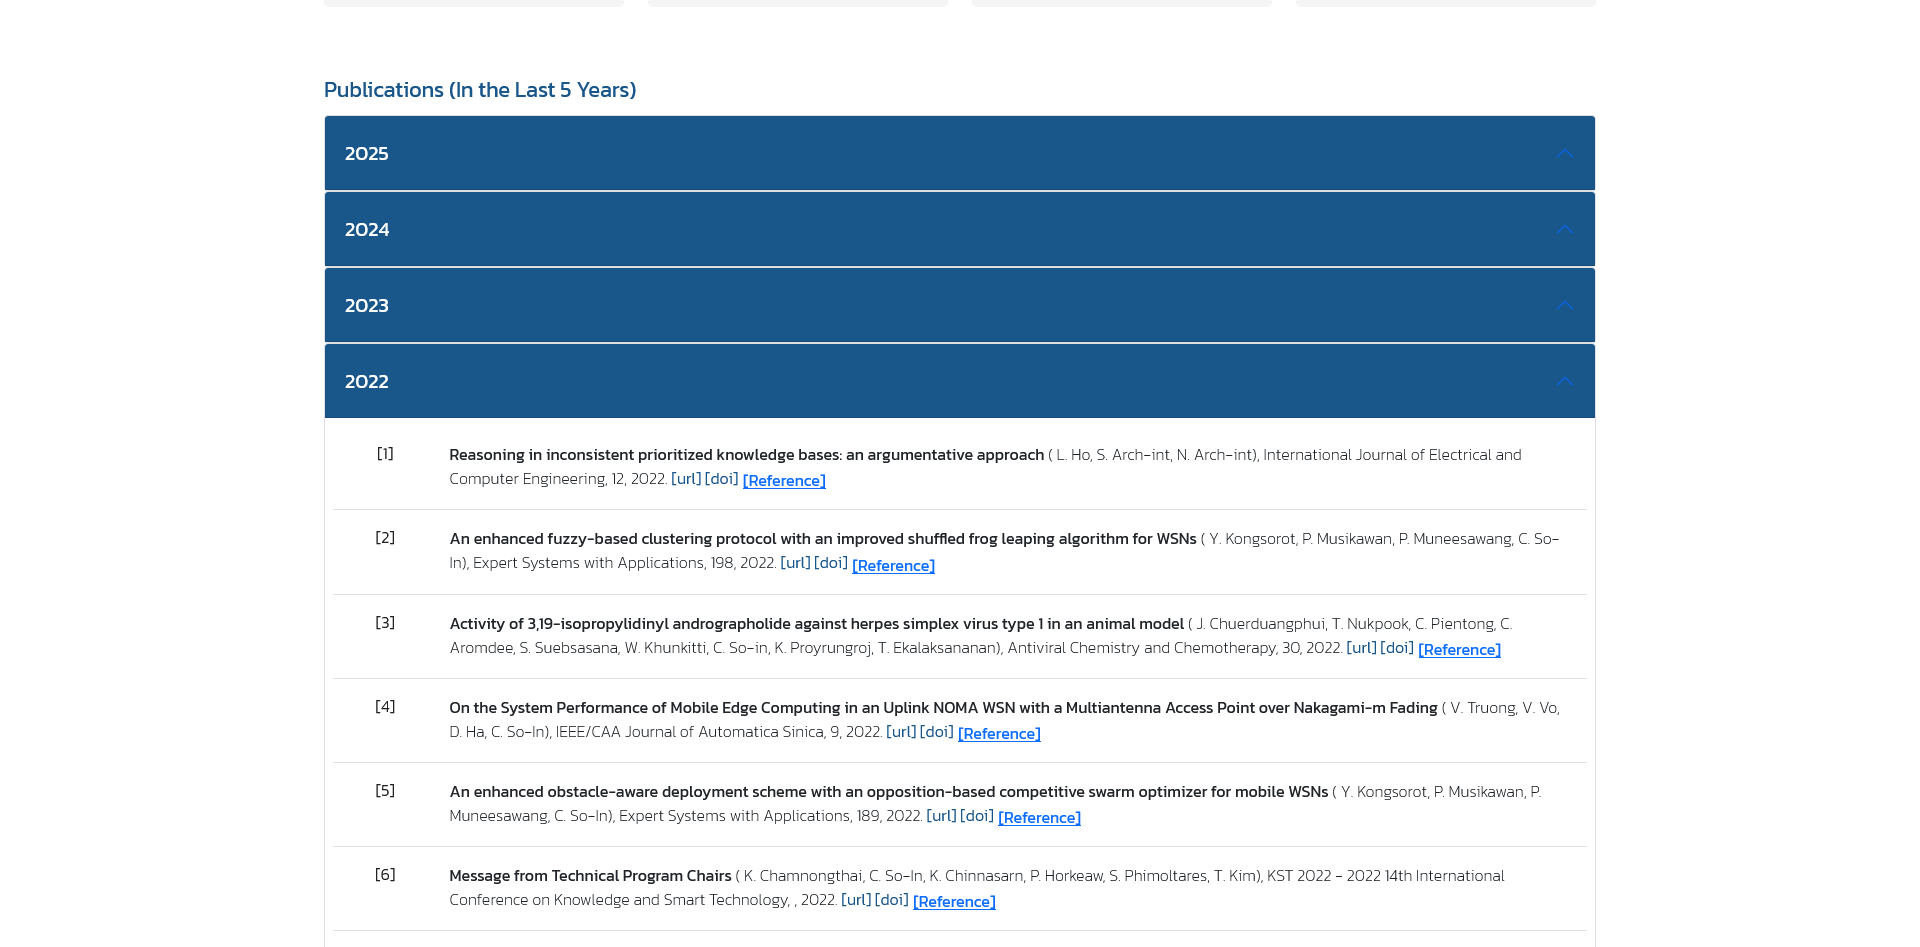 Publications (In the Last 5 Years)
2025
2024
2023
2022
[1]
Reasoning in inconsistent prioritized knowledge bases: an argumentative approach ( L. Ho, S. Arch-int, N. Arch-int), International Journal of Electrical and
Computer Engineering, 12, 2022. [url] [doi] [Reference]
[2]
An enhanced fuzzy-based clustering protocol with an improved shuffled frog leaping algorithm for WSNs ( Y. Kongsorot, P. Musikawan, P. Muneesawang, C. So-
In), Expert Systems with Applications, 198, 2022. [url] [doi] [Reference]
[3]
Activity of 3,19-isopropylidinyl andrographolide against herpes simplex virus type 1 in an animal model ( J. Chuerduangphui, T. Nukpook, C. Pientong, C.
Aromdee, S. Suebsasana, W. Khunkitti, C. So-in, K. Proyrungroj, T. Ekalaksananan), Antiviral Chemistry and Chemotherapy, 30, 2022. [url] [doi] [Reference]
[4]
On the System Performance of Mobile Edge Computing in an Uplink NOMA WSN with a Multiantenna Access Point over Nakagami-m Fading ( V. Truong, V. Vo,
D. Ha, C. So-In), IEEE/CAA Journal of Automatica Sinica, 9, 2022. [url] [doi] [Reference]
[5]
An enhanced obstacle-aware deployment scheme with an opposition-based competitive swarm optimizer for mobile WSNs ( Y. Kongsorot, P. Musikawan, P.
Muneesawang, C. So-In), Expert Systems with Applications, 189, 2022. [url] [doi] [Reference]
[6]
Message from Technical Program Chairs ( K. Chamnongthai, C. So-In, K. Chinnasarn, P. Horkeaw, S. Phimoltares, T. Kim), KST 2022 - 2022 14th International
Conference on Knowledge and Smart Technology, , 2022. [url] [doi] [Reference]